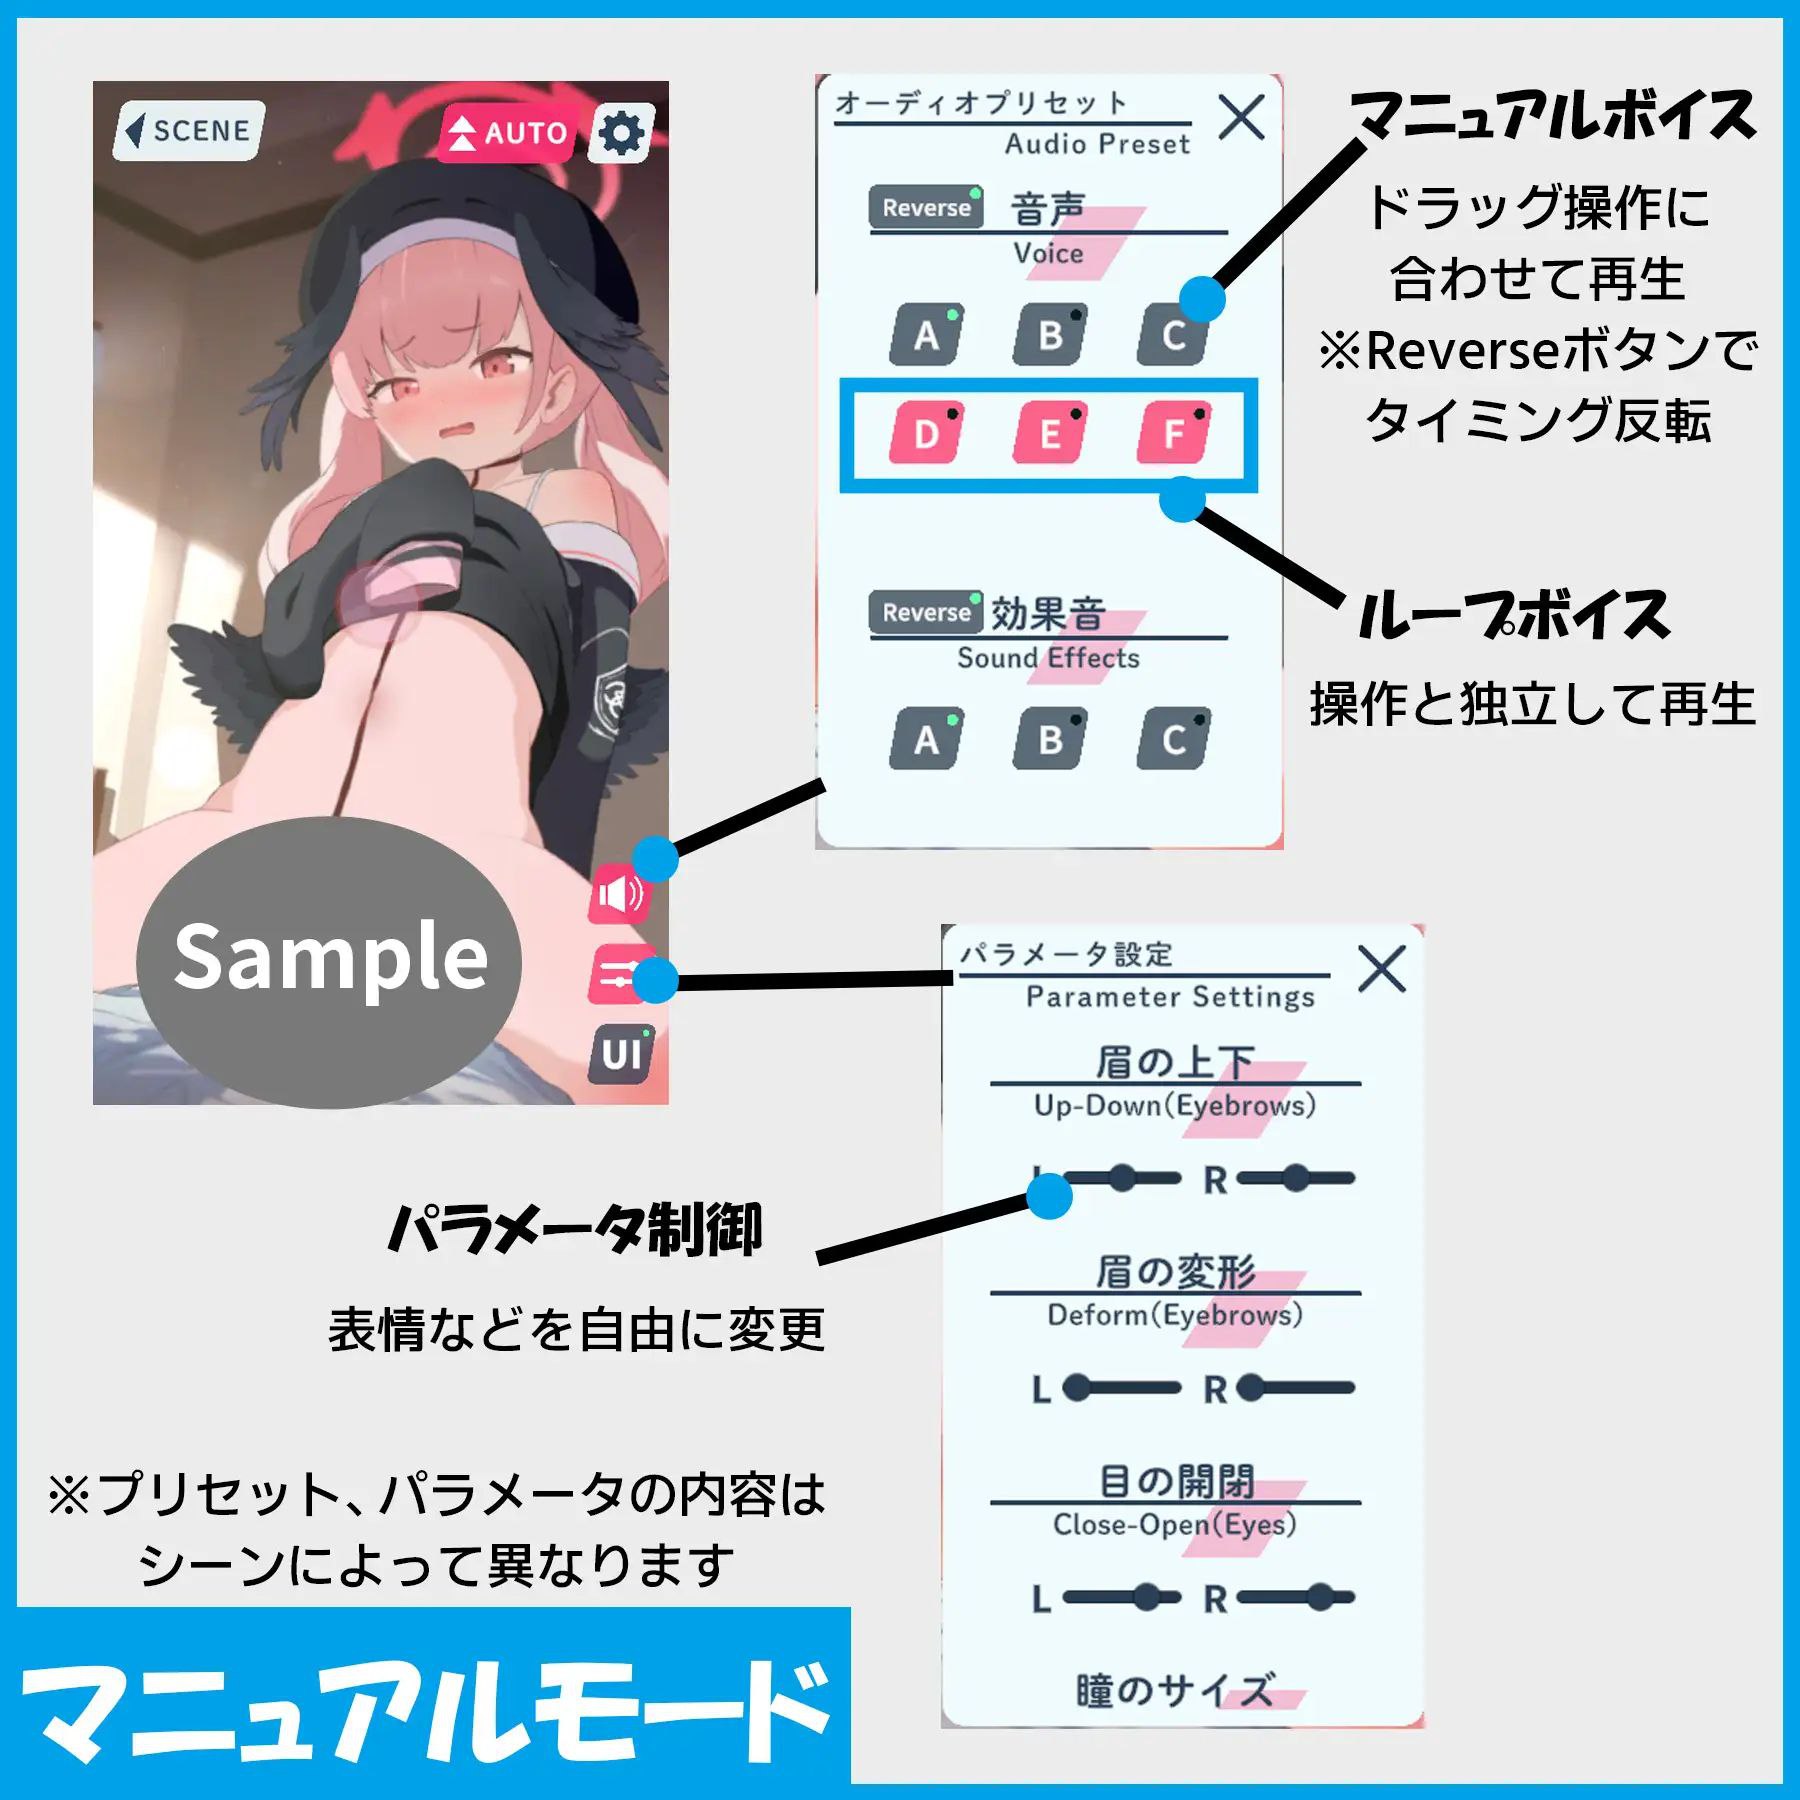 SCENE
AUTO
Sample
UI
オーディオプリセット
Audio Preset
Reverse
音声
Voice
A
B
C
D
E
F
Reverse
効果音
Sound Effects
A
B
C
マニュアルボイス
ドラッグ操作に
合わせて再生
※Reverseボタンで
タイミング反転
ループボイス
操作と独立して再生
パラメータ設定
Parameter Settings
眉の上下
Up-Down(Eyebrows)
R
眉の変形
Deform(Eyebrows)
L
R
目の開閉
Close-Open(Eyes)
L
R
瞳のサイズ
パラメータ制御
表情などを自由に変更
※プリセット、パラメータの内容は
シーンによって異なります
マニュアルモード